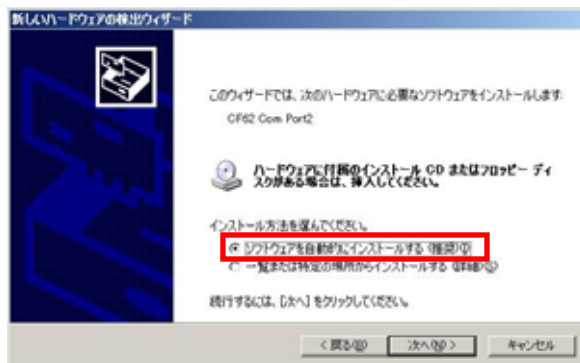 新しいハードウェアの検出ウィザード
このウィザードでは、次のハードウェアに必要なソフトウェアをインストールします:
CF62 Com Port2
ハードウェアに付属のインストール CD またはフロッピー ディ
スクがある場合は、挿入してください。
インストール方法を選んでください。
ソフトウェアを自動的にインストールする (推奨)(I)
一覧または特定の場所からインストールする (詳細)(S)
続行するには、[次へ] をクリックしてください。
< 戻る(B)
次へ(N) >
キャンセル